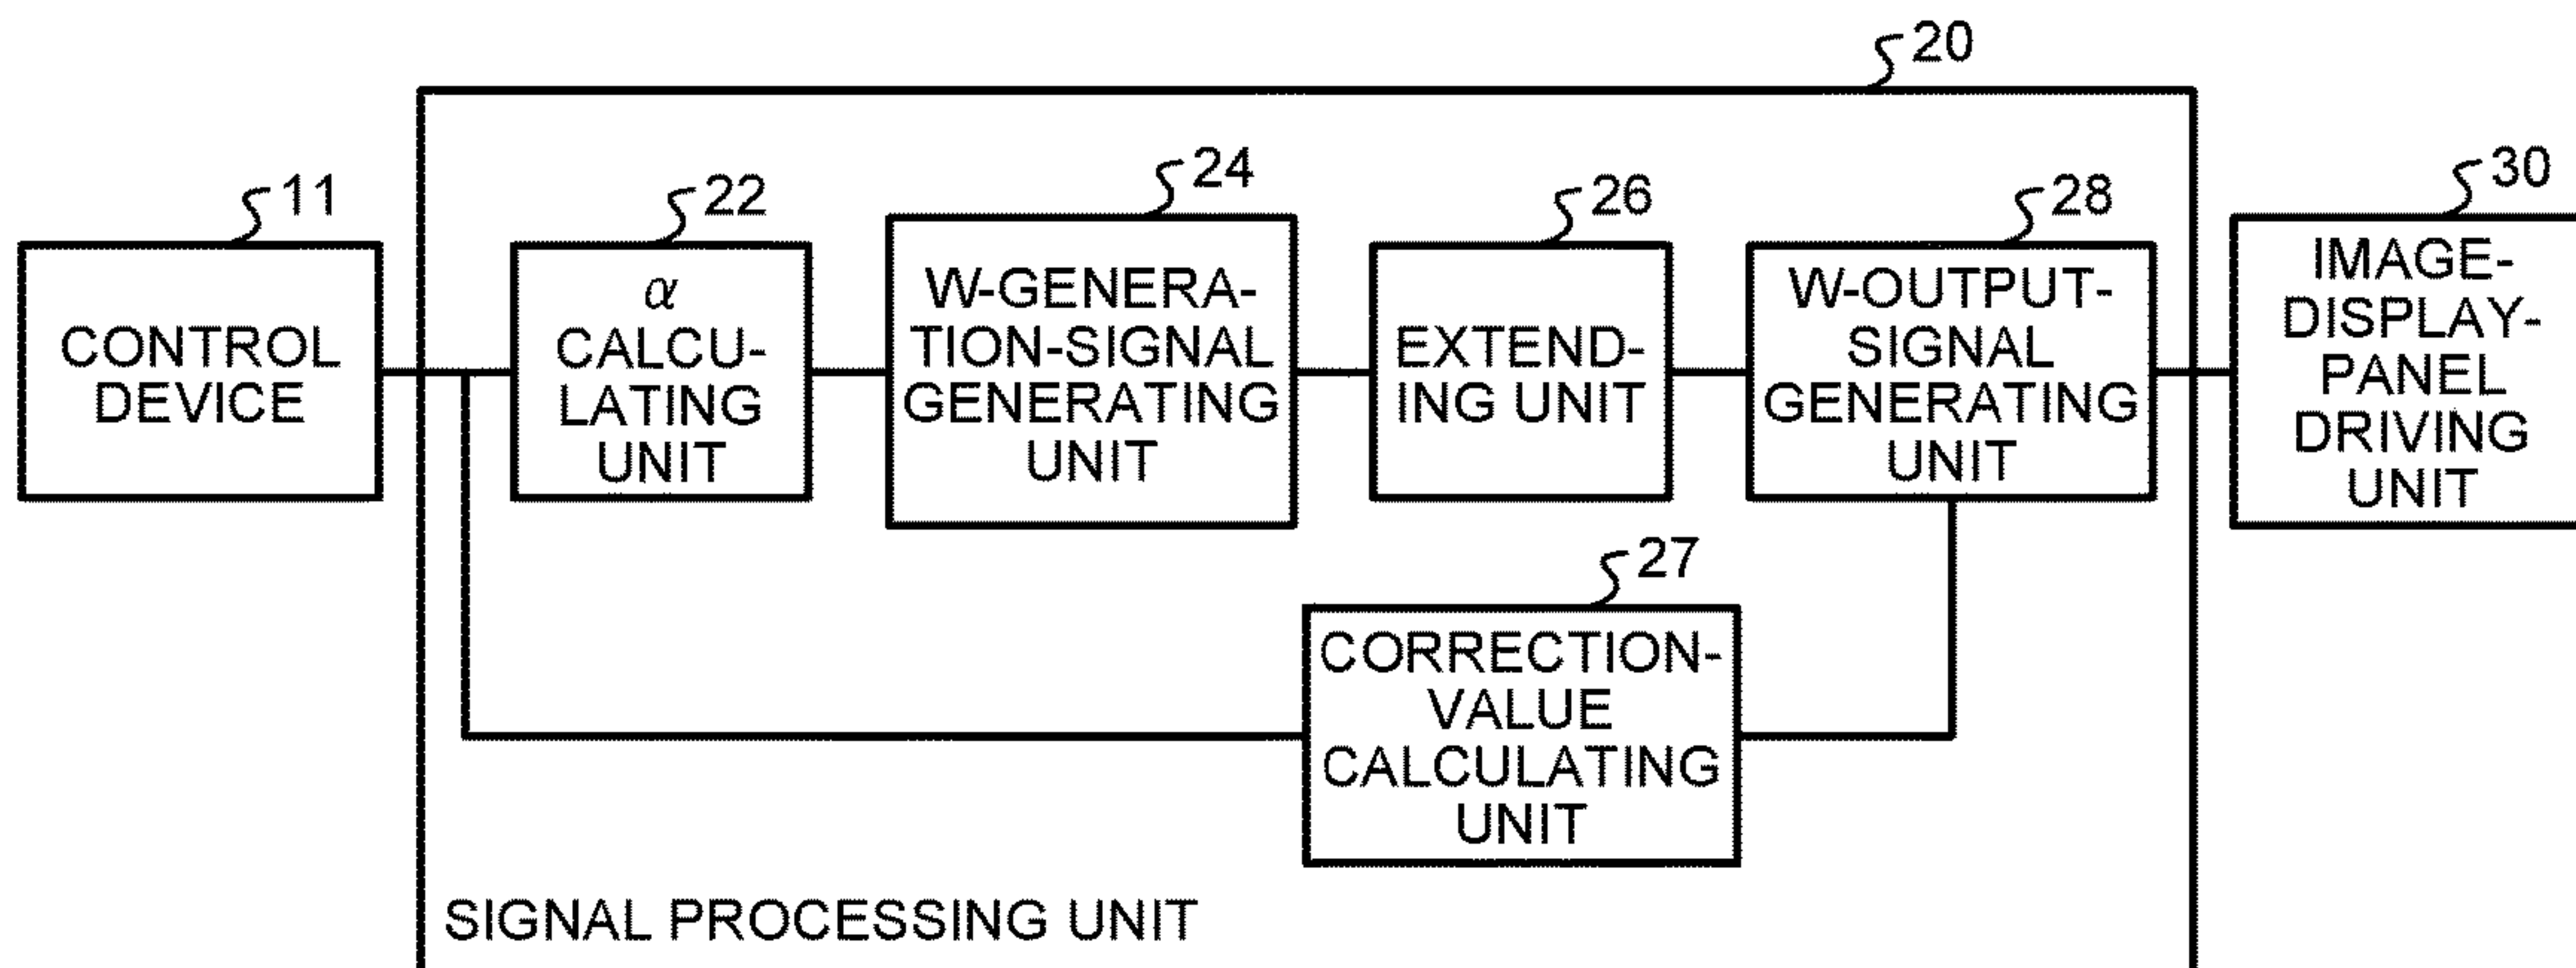 20
11
CONTROL
DEVICE
22
α
CALCU-
LATING
UNIT
24
W-GENERA-
TION-SIGNAL
GENERATING
UNIT
26
EXTEND-
ING UNIT
28
W-OUTPUT-
SIGNAL
GENERATING
UNIT
30
IMAGE-
DISPLAY-
PANEL
DRIVING
UNIT
27
CORRECTION-
VALUE
CALCULATING
UNIT
SIGNAL PROCESSING UNIT